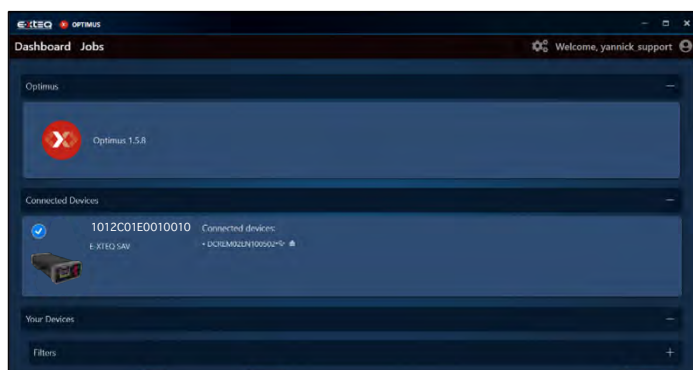 E-XTEQ OPTIMUS
Dashboard Jobs
Welcome, yannick_support
Optimus
Optimus 1.5.8
Connected Devices
1012C01E0010010
Connected devices:
E-XTEQ SAV
• DCREM02LN100502
Your Devices
Filters